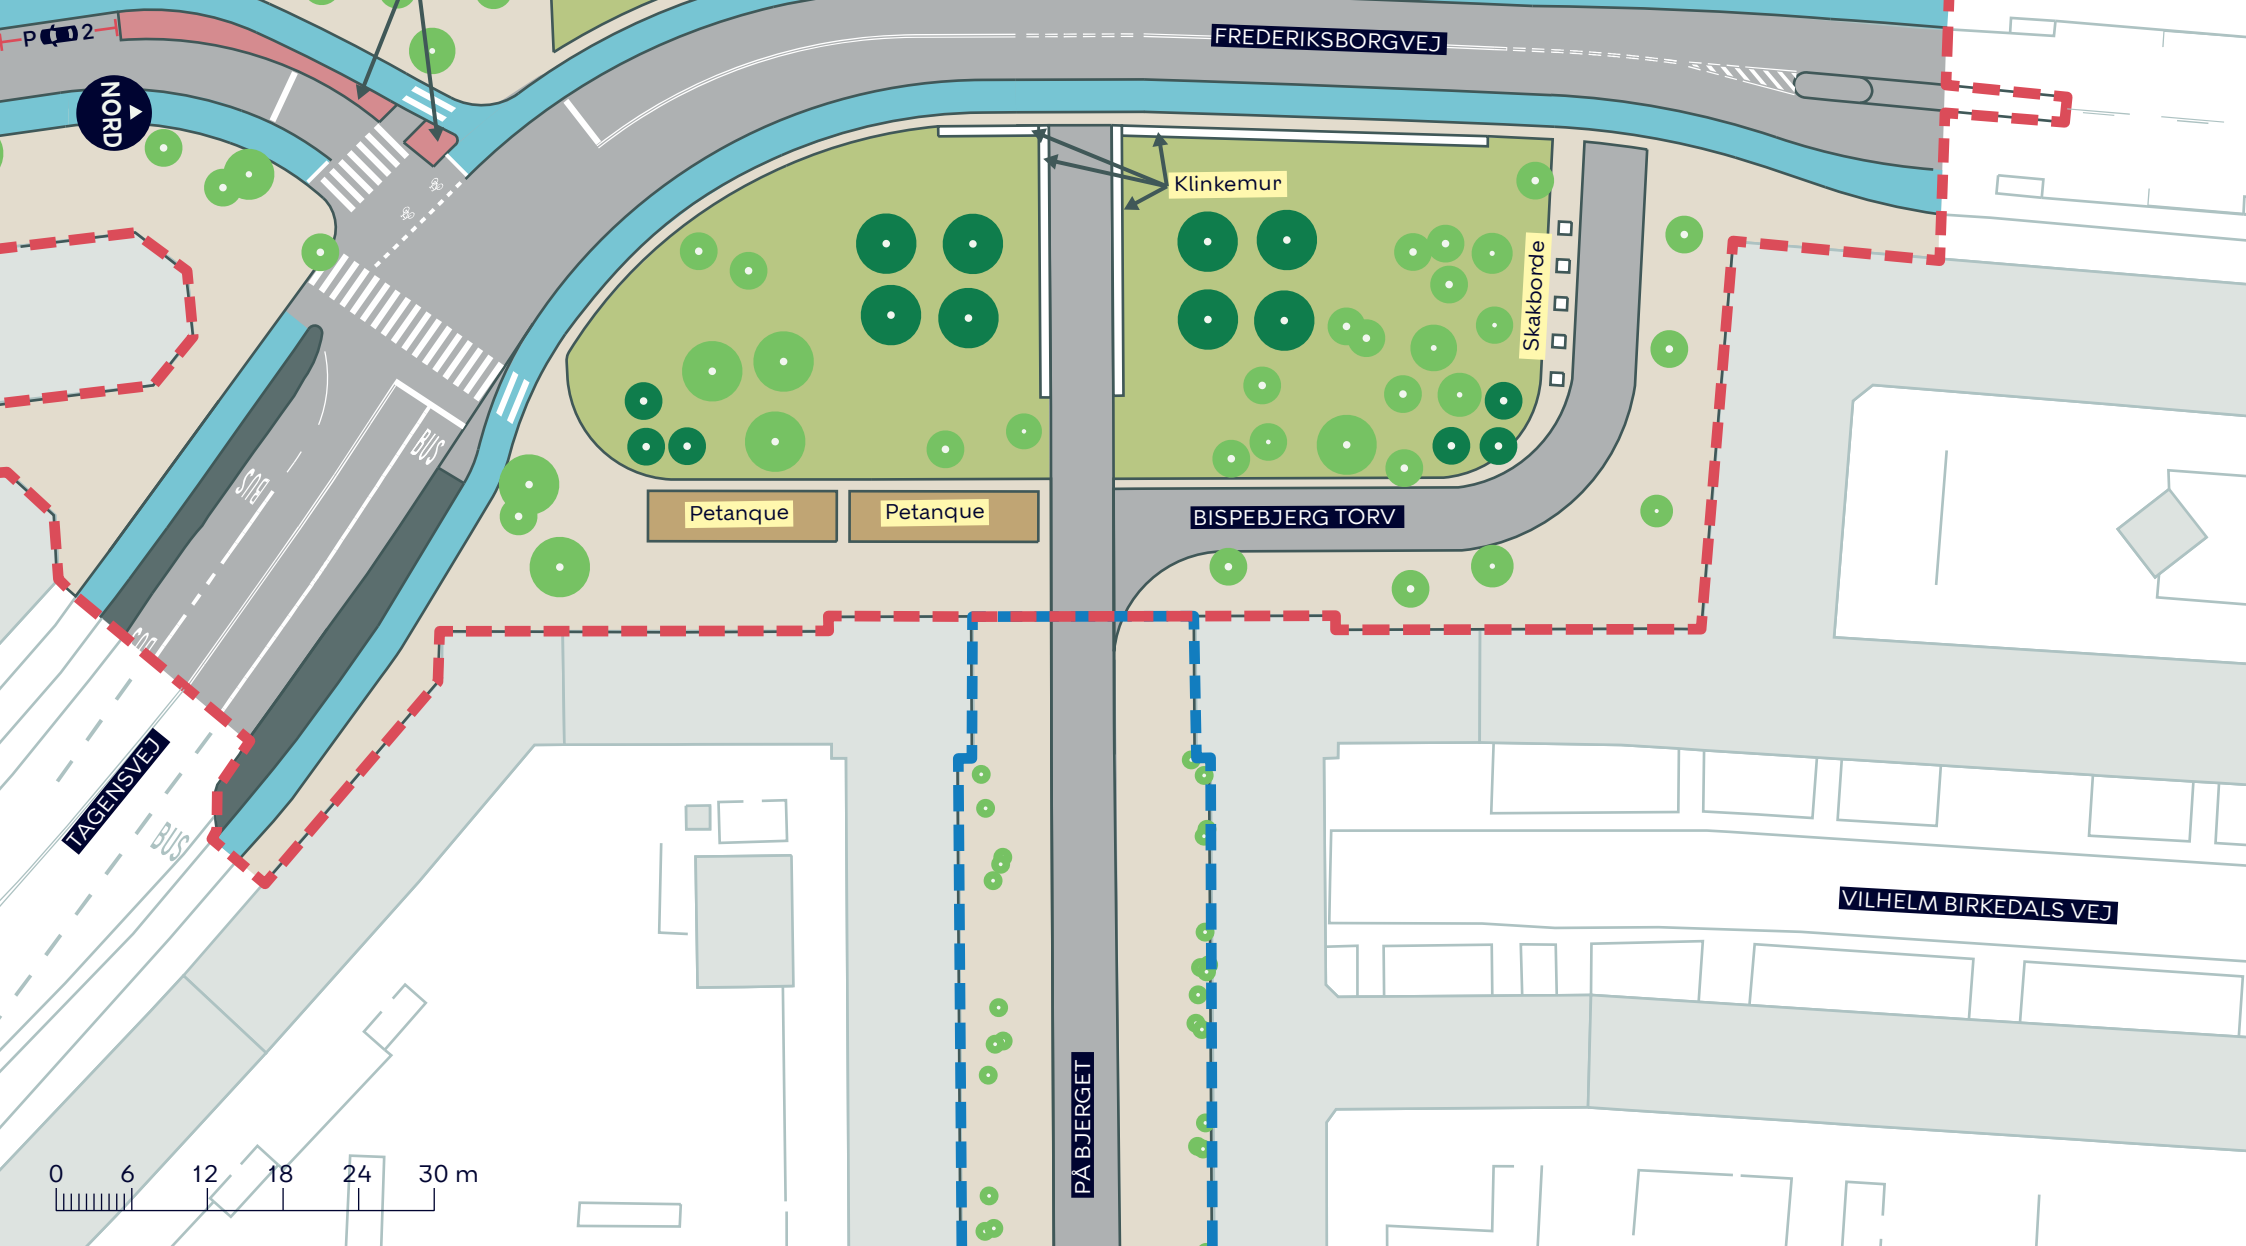 P 2
NORD
FREDERIKSBORGVEJ
Klinkemur
Skakborde
BUS
BUS
Petanque
Petanque
BISPEBJERG TORV
BUS
TAGENSVEJ
BUS
VILHELM BIRKEDALS VEJ
PÅ BJERGET
0 6 12 18 24 30 m